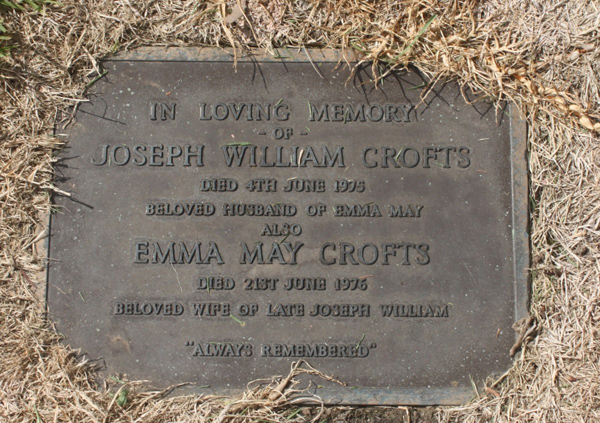 IN LOVING MEMORY
- OF -
JOSEPH WILLIAM CROFTS
DIED 4TH JUNE 1975
BELOVED HUSBAND OF EMMA MAY
ALSO
EMMA MAY CROFTS
DIED 21ST JUNE 1976
BELOVED WIFE OF LATE JOSEPH WILLIAM
"ALWAYS REMEMBERED"